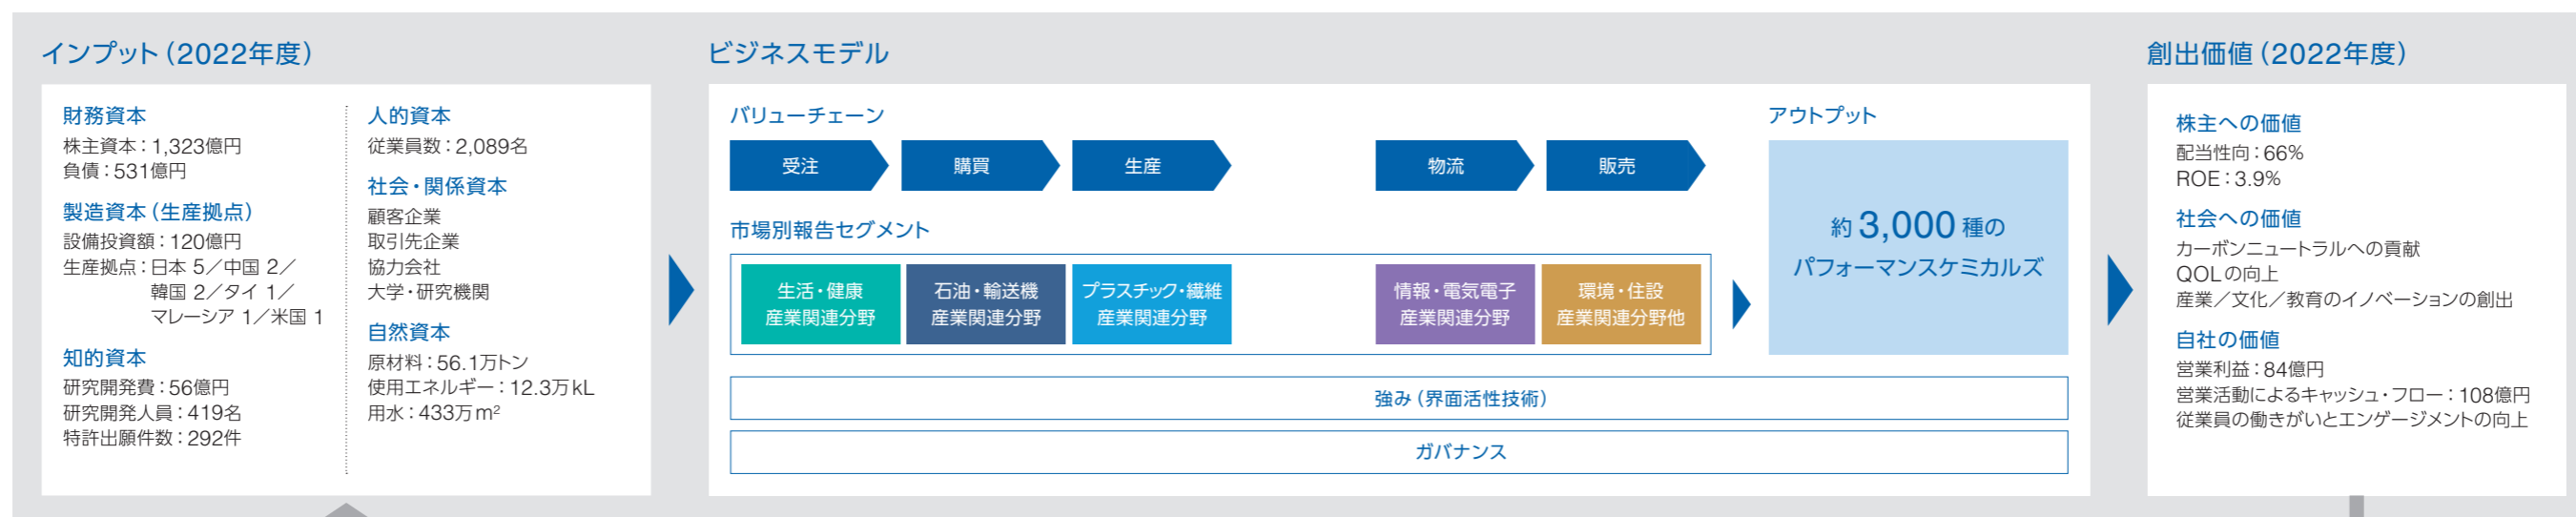 インプット（2022年度）
財務資本
株主資本：1,323億円
負債：531億円
製造資本（生産拠点）
設備投資額：120億円
生産拠点：日本 5／中国 2／
韓国 2／タイ 1／
マレーシア 1／米国 1
知的資本
研究開発費：56億円
研究開発人員：419名
特許出願件数：292件
人的資本
従業員数：2,089名
社会・関係資本
顧客企業
取引先企業
協力会社
大学・研究機関
自然資本
原材料：56.1万トン
使用エネルギー：12.3万kL
用水：433万m²
ビジネスモデル
バリューチェーン
受注
購買
生産
物流
販売
市場別報告セグメント
生活・健康
産業関連分野
石油・輸送機
産業関連分野
プラスチック・繊維
産業関連分野
情報・電気電子
産業関連分野
環境・住設
産業関連分野他
アウトプット
約 3,000 種の
パフォーマンスケミカルズ
強み（界面活性技術）
ガバナンス
創出価値（2022年度）
株主への価値
配当性向：66%
ROE：3.9%
社会への価値
カーボンニュートラルへの貢献
QOLの向上
産業／文化／教育のイノベーションの創出
自社の価値
営業利益：84億円
営業活動によるキャッシュ・フロー：108億円
従業員の働きがいとエンゲージメントの向上